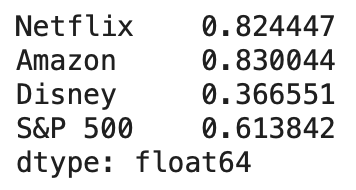 Netflix    0.824447
Amazon     0.830044
Disney     0.366551
S&P 500    0.613842
dtype: float64